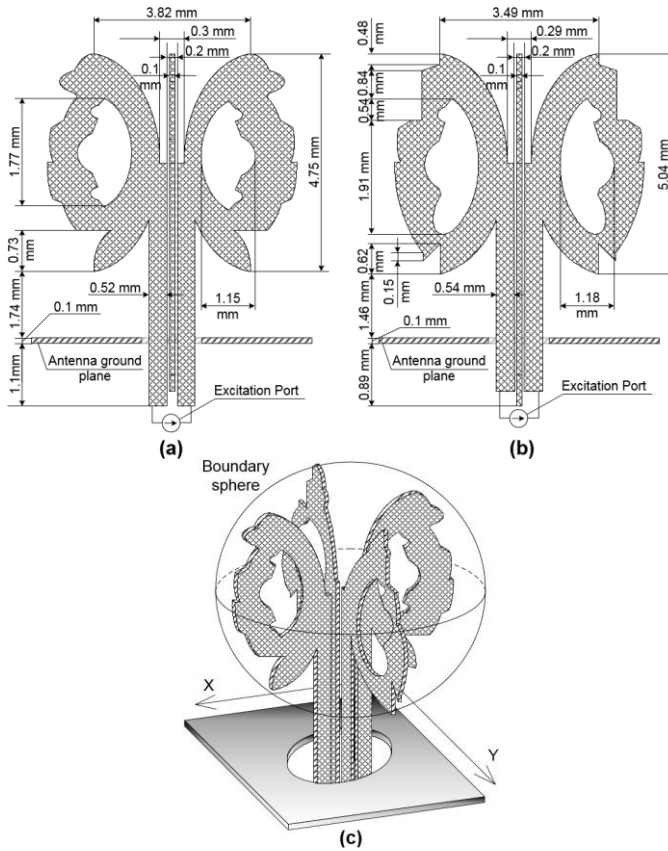 3.82 mm
0.3 mm
0.2 mm
0.1
mm
1.77 mm
4.75 mm
0.73
mm
1.74 mm
0.52 mm
1.15
mm
0.1 mm
Antenna ground
plane
1.1mm
Excitation Port
(a)
3.49 mm
0.29 mm
0.2 mm
0.1
mm
0.48
mm
0.84
mm
0.54
mm
1.91 mm
5.04 mm
0.62
mm
0.15
mm
1.46 mm
0.54 mm
1.18
mm
0.1 mm
Antenna ground
plane
0.89 mm
Excitation Port
(b)
Boundary
sphere
X
Y
(c)